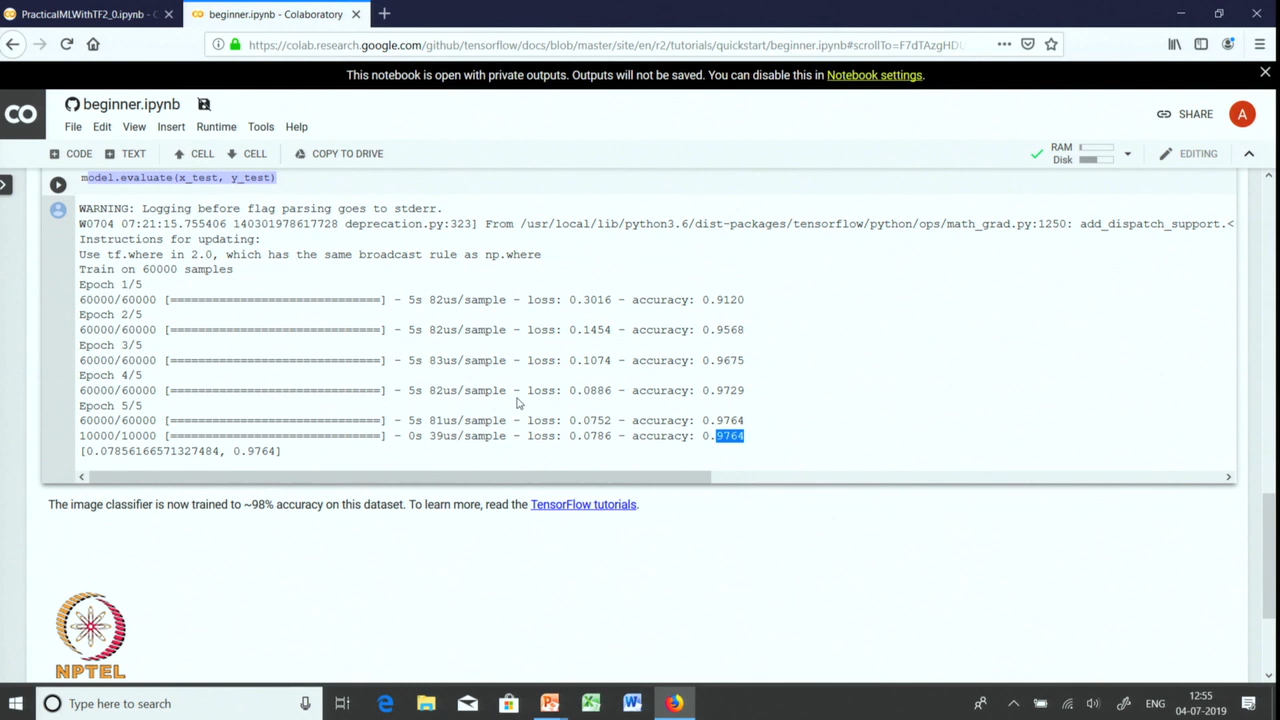 PracticalMLWithTF2_0.ipynb - C
beginner.ipynb - Colaboratory
https://colab.research.google.com/github/tensorflow/docs/blob/master/site/en/r2/tutorials/quickstart/beginner.ipynb#scrollTo=F7dTAzgHDU
This notebook is open with private outputs. Outputs will not be saved. You can disable this in Notebook settings.
CO beginner.ipynb
SHARE A
File Edit View Insert Runtime Tools Help
CODE TEXT CELL CELL COPY TO DRIVE RAM Disk EDITING
model.evaluate(x_test, y_test)
WARNING: Logging before flag parsing goes to stderr.
W0704 07:21:15.755406 140301978617728 deprecation.py:323] From /usr/local/lib/python3.6/dist-packages/tensorflow/python/ops/math_grad.py:1250: add_dispatch_support.<
Instructions for updating:
Use tf.where in 2.0, which has the same broadcast rule as np.where
Train on 60000 samples
Epoch 1/5
60000/60000 [==============================] - 5s 82us/sample - loss: 0.3016 - accuracy: 0.9120
Epoch 2/5
60000/60000 [==============================] - 5s 82us/sample - loss: 0.1454 - accuracy: 0.9568
Epoch 3/5
60000/60000 [==============================] - 5s 83us/sample - loss: 0.1074 - accuracy: 0.9675
Epoch 4/5
60000/60000 [==============================] - 5s 82us/sample - loss: 0.0886 - accuracy: 0.9729
Epoch 5/5
60000/60000 [==============================] - 5s 81us/sample - loss: 0.0752 - accuracy: 0.9764
10000/10000 [==============================] - 0s 39us/sample - loss: 0.0786 - accuracy: 0.9764
[0.07856166571327484, 0.9764]
The image classifier is now trained to ~98% accuracy on this dataset. To learn more, read the TensorFlow tutorials.
NPTEL
Type here to search
ENG
12:55
04-07-2019